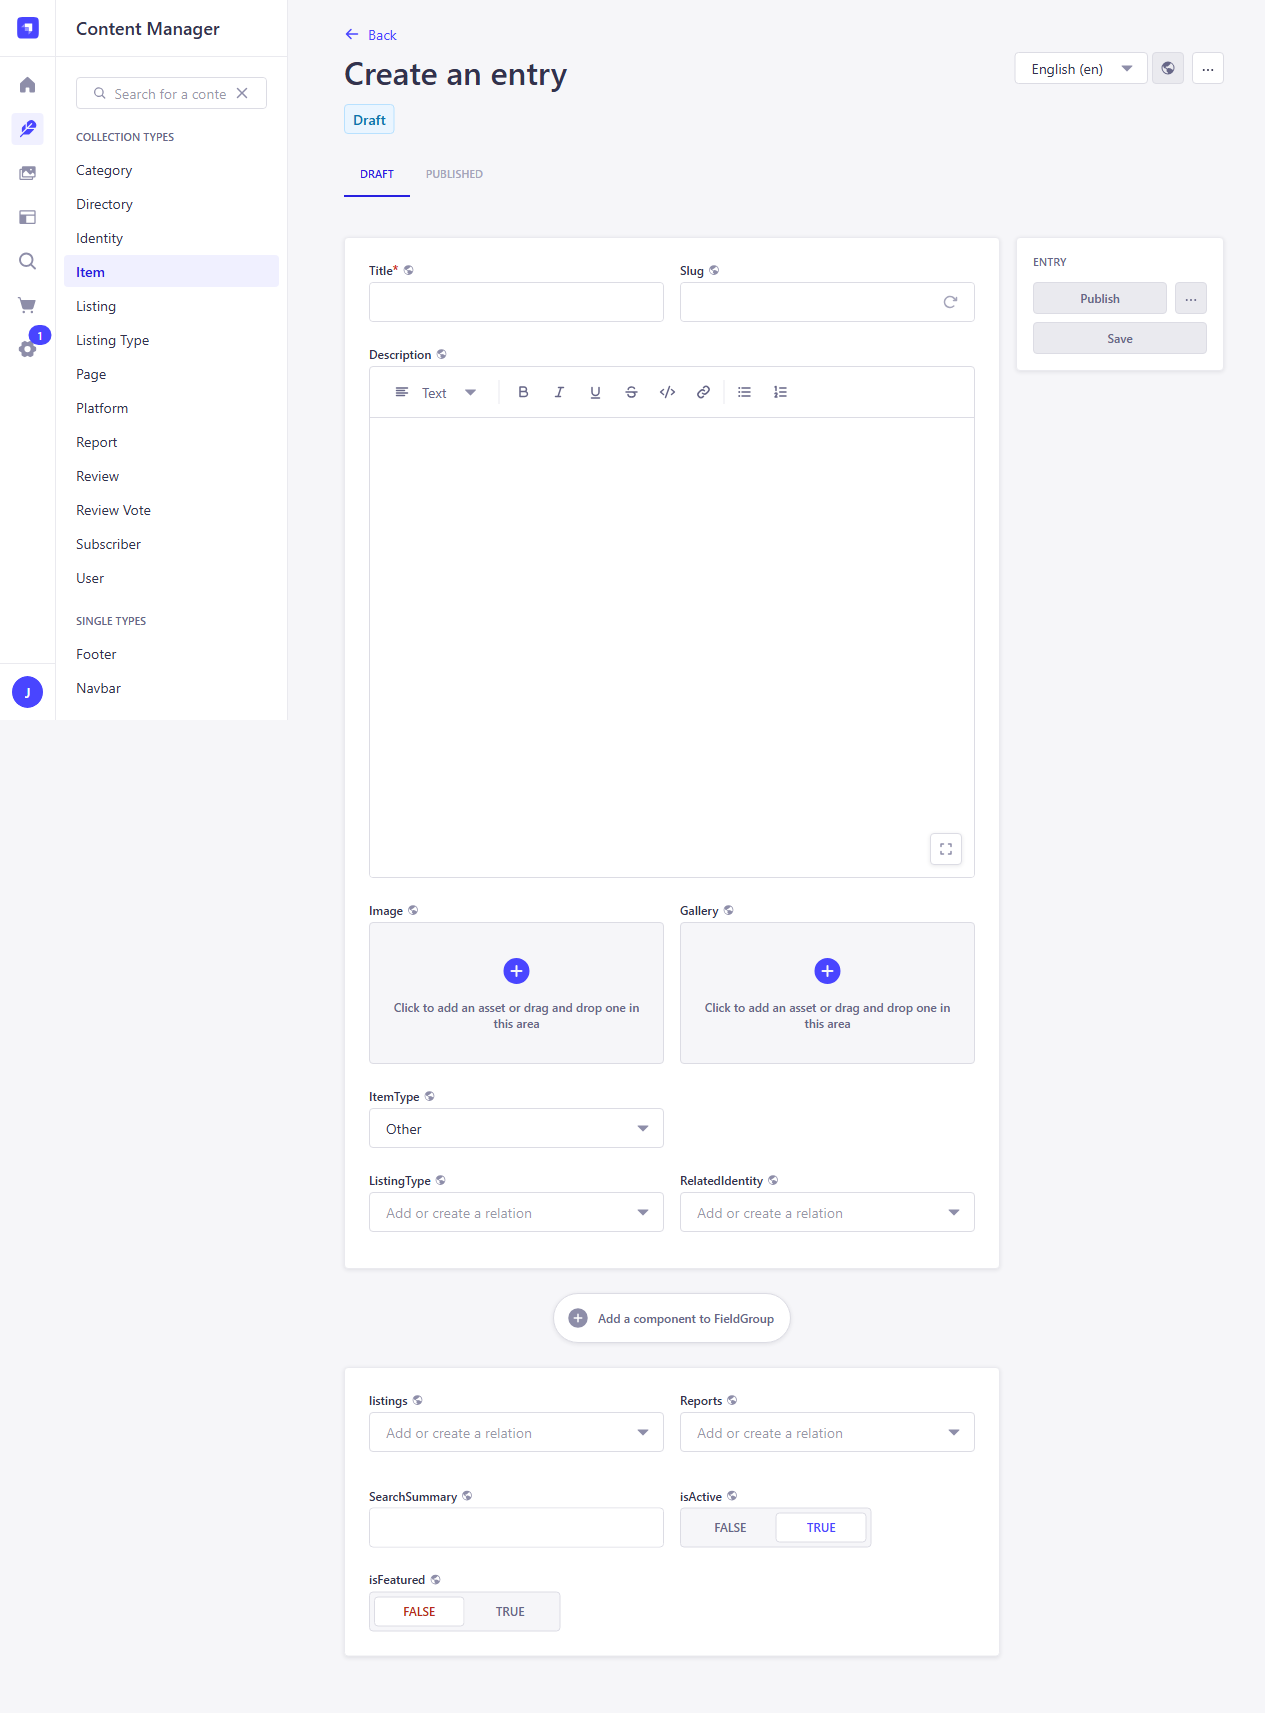 Content Manager
Search for a conte
COLLECTION TYPES
Category
Directory
Identity
Item
Listing
Listing Type
Page
Platform
Report
Review
Review Vote
Subscriber
User
SINGLE TYPES
Footer
Navbar
1
J
Back
Create an entry
Draft
English (en)
...
DRAFT
PUBLISHED
Title*
Slug
Description
Text
B
I
U
S
</>
Image
Gallery
Click to add an asset or drag and drop one in
this area
Click to add an asset or drag and drop one in
this area
ItemType
Other
ListingType
RelatedIdentity
Add or create a relation
Add or create a relation
Add a component to FieldGroup
listings
Reports
Add or create a relation
Add or create a relation
SearchSummary
isActive
FALSE
TRUE
isFeatured
FALSE
TRUE
ENTRY
Publish
...
Save